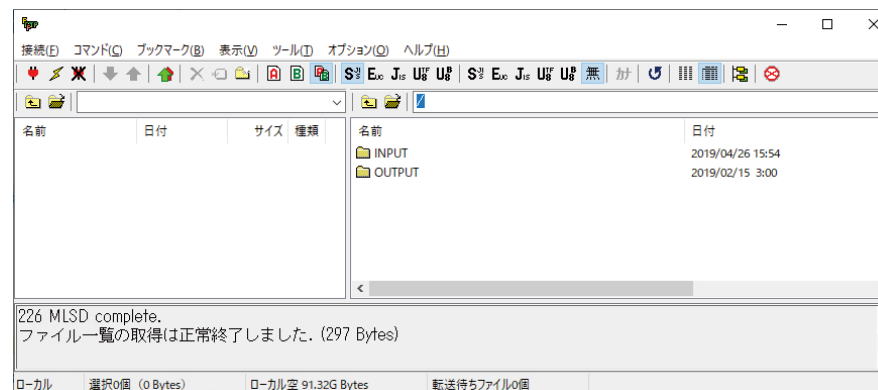 接続(F) コマンド(C) ブックマーク(B) 表示(V) ツール(T) オプション(O) ヘルプ(H)
A B S E J U U S E J U U 無 ｶﾅ
/
名前 日付 サイズ 種類
名前 日付
INPUT 2019/04/26 15:54
OUTPUT 2019/02/15 3:00
226 MLSD complete.
ファイル一覧の取得は正常終了しました. (297 Bytes)
ローカル 選択0個 (0 Bytes) ローカル空 91.32G Bytes 転送待ちファイル0個